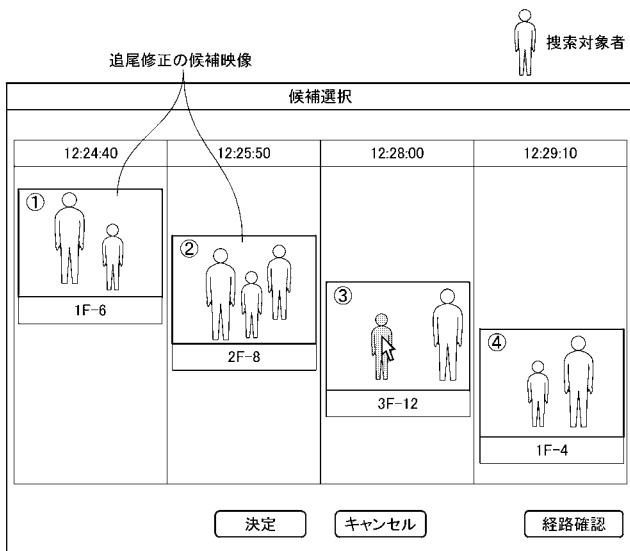 捜索対象者
追尾修正の候補映像
候補選択
12:24:40
12:25:50
12:28:00
12:29:10
①
1F-6
②
2F-8
③
3F-12
④
1F-4
決定
キャンセル
経路確認